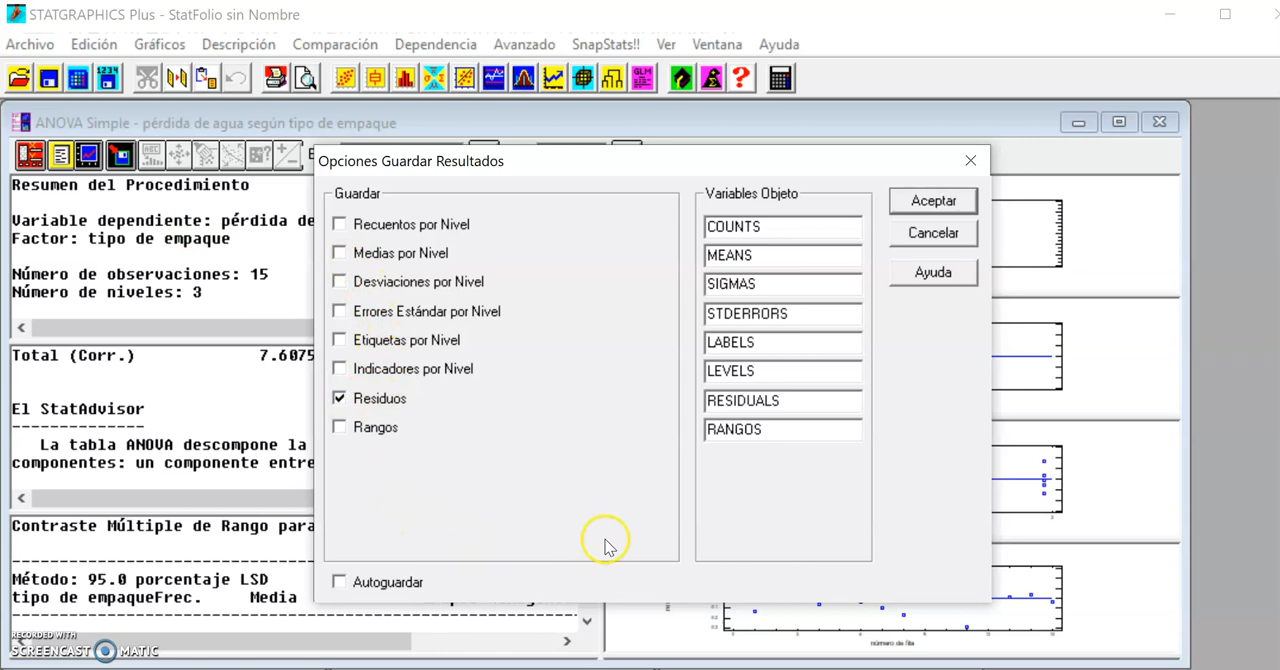 STATGRAPHICS Plus - StatFolio sin Nombre
Archivo Edición Gráficos Descripción Comparación Dependencia Avanzado SnapStats!! Ver Ventana Ayuda
1234
GLM
ANOVA Simple - pérdida de agua según tipo de empaque
Opciones Guardar Resultados
Resumen del Procedimiento
Variable dependiente: pérdida de
Factor: tipo de empaque
Número de observaciones: 15
Número de niveles: 3
Total (Corr.) 7.6075
El StatAdvisor
--------------
La tabla ANOVA descompone la
componentes: un componente entre
Contraste Múltiple de Rango para
Método: 95.0 porcentaje LSD
tipo de empaqueFrec. Media
Guardar
Recuentos por Nivel
Medias por Nivel
Desviaciones por Nivel
Errores Estándar por Nivel
Etiquetas por Nivel
Indicadores por Nivel
Residuos
Rangos
Autoguardar
Variables Objeto
COUNTS
MEANS
SIGMAS
STDERRORS
LABELS
LEVELS
RESIDUALS
RANGOS
Aceptar
Cancelar
Ayuda
número de fila
RECORDED WITH
SCREENCAST MATIC